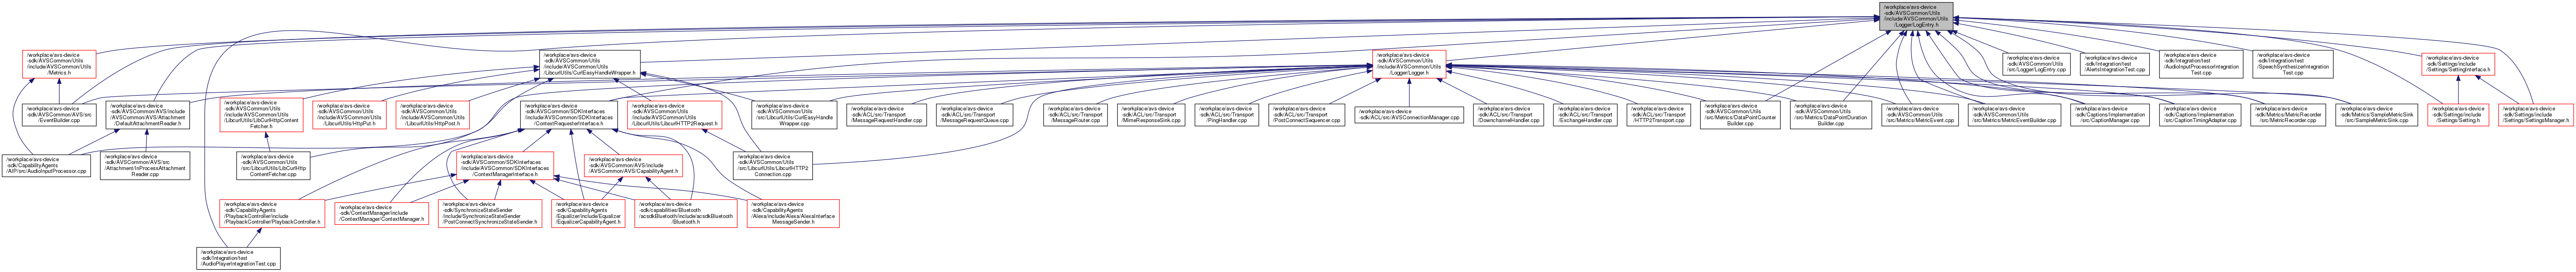 /workplace/avs-device
-sdk/AVSCommon/Utils
/include/AVSCommon/Utils
/Logger/LogEntry.h
/workplace/avs-device
-sdk/AVSCommon/Utils
/include/AVSCommon/Utils
/Metrics.h
/workplace/avs-device
-sdk/AVSCommon/Utils
/include/AVSCommon/Utils
/LibcurlUtils/CurlEasyHandleWrapper.h
/workplace/avs-device
-sdk/AVSCommon/Utils
/include/AVSCommon/Utils
/Logger/Logger.h
/workplace/avs-device
-sdk/AVSCommon/Utils
/src/Logger/LogEntry.cpp
/workplace/avs-device
-sdk/Integration/test
/AlertsIntegrationTest.cpp
/workplace/avs-device
-sdk/Integration/test
/AudioInputProcessorIntegration
Test.cpp
/workplace/avs-device
-sdk/Integration/test
/SpeechSynthesizerIntegration
Test.cpp
/workplace/avs-device
-sdk/Settings/include
/Settings/SettingInterface.h
/workplace/avs-device
-sdk/AVSCommon/AVS/src
/EventBuilder.cpp
/workplace/avs-device
-sdk/AVSCommon/AVS/include
/AVSCommon/AVS/Attachment
/DefaultAttachmentReader.h
/workplace/avs-device
-sdk/AVSCommon/Utils
/include/AVSCommon/Utils
/LibcurlUtils/LibCurlHttpContent
Fetcher.h
/workplace/avs-device
-sdk/AVSCommon/Utils
/include/AVSCommon/Utils
/LibcurlUtils/HttpPut.h
/workplace/avs-device
-sdk/AVSCommon/Utils
/include/AVSCommon/Utils
/LibcurlUtils/HttpPost.h
/workplace/avs-device
-sdk/AVSCommon/SDKInterfaces
/include/AVSCommon/SDKInterfaces
/ContextRequesterInterface.h
/workplace/avs-device
-sdk/AVSCommon/Utils
/include/AVSCommon/Utils
/LibcurlUtils/LibcurlHTTP2Request.h
/workplace/avs-device
-sdk/AVSCommon/Utils
/src/LibcurlUtils/CurlEasyHandle
Wrapper.cpp
/workplace/avs-device
-sdk/ACL/src/Transport
/MessageRequestHandler.cpp
/workplace/avs-device
-sdk/ACL/src/Transport
/MessageRequestQueue.cpp
/workplace/avs-device
-sdk/ACL/src/Transport
/MessageRouter.cpp
/workplace/avs-device
-sdk/ACL/src/Transport
/MimeResponseSink.cpp
/workplace/avs-device
-sdk/ACL/src/Transport
/PingHandler.cpp
/workplace/avs-device
-sdk/ACL/src/Transport
/PostConnectSequencer.cpp
/workplace/avs-device
-sdk/ACL/src/AVSConnectionManager.cpp
/workplace/avs-device
-sdk/ACL/src/Transport
/DownchannelHandler.cpp
/workplace/avs-device
-sdk/ACL/src/Transport
/ExchangeHandler.cpp
/workplace/avs-device
-sdk/ACL/src/Transport
/HTTP2Transport.cpp
/workplace/avs-device
-sdk/AVSCommon/Utils
/src/Metrics/DataPointCounter
Builder.cpp
/workplace/avs-device
-sdk/AVSCommon/Utils
/src/Metrics/DataPointDuration
Builder.cpp
/workplace/avs-device
-sdk/AVSCommon/Utils
/src/Metrics/MetricEvent.cpp
/workplace/avs-device
-sdk/AVSCommon/Utils
/src/Metrics/MetricEventBuilder.cpp
/workplace/avs-device
-sdk/Captions/Implementation
/src/CaptionManager.cpp
/workplace/avs-device
-sdk/Captions/Implementation
/src/CaptionTimingAdapter.cpp
/workplace/avs-device
-sdk/Metrics/MetricRecorder
/src/MetricRecorder.cpp
/workplace/avs-device
-sdk/Metrics/SampleMetricSink
/src/SampleMetricSink.cpp
/workplace/avs-device
-sdk/Settings/include
/Settings/Setting.h
/workplace/avs-device
-sdk/Settings/include
/Settings/SettingsManager.h
/workplace/avs-device
-sdk/CapabilityAgents
/AIP/src/AudioInputProcessor.cpp
/workplace/avs-device
-sdk/AVSCommon/AVS/src
/Attachment/InProcessAttachment
Reader.cpp
/workplace/avs-device
-sdk/AVSCommon/Utils
/src/LibcurlUtils/LibCurlHttp
ContentFetcher.cpp
/workplace/avs-device
-sdk/AVSCommon/SDKInterfaces
/include/AVSCommon/SDKInterfaces
/ContextManagerInterface.h
/workplace/avs-device
-sdk/AVSCommon/AVS/include
/AVSCommon/AVS/CapabilityAgent.h
/workplace/avs-device
-sdk/AVSCommon/Utils
/src/LibcurlUtils/LibcurlHTTP2
Connection.cpp
/workplace/avs-device
-sdk/CapabilityAgents
/PlaybackController/include
/PlaybackController/PlaybackController.h
/workplace/avs-device
-sdk/ContextManager/include
/ContextManager/ContextManager.h
/workplace/avs-device
-sdk/SynchronizeStateSender
/include/SynchronizeStateSender
/PostConnectSynchronizeStateSender.h
/workplace/avs-device
-sdk/CapabilityAgents
/Equalizer/include/Equalizer
/EqualizerCapabilityAgent.h
/workplace/avs-device
-sdk/capabilities/Bluetooth
/acsdkBluetooth/include/acsdkBluetooth
/Bluetooth.h
/workplace/avs-device
-sdk/CapabilityAgents
/Alexa/include/Alexa/AlexaInterface
MessageSender.h
/workplace/avs-device
-sdk/Integration/test
/AudioPlayerIntegrationTest.cpp